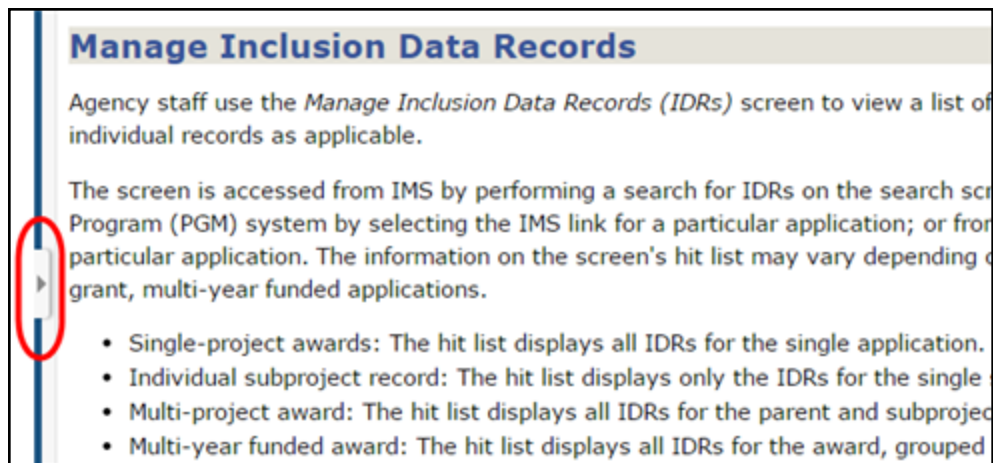 Manage Inclusion Data Records
Agency staff use the Manage Inclusion Data Records (IDRs) screen to view a list of
individual records as applicable.
The screen is accessed from IMS by performing a search for IDRs on the search
Program (PGM) system by selecting the IMS link for a particular application; or
particular application. The information on the screen's hit list may vary depending
grant, multi-year funded applications.
• Single-project awards: The hit list displays all IDRs for the single application.
• Individual subproject record: The hit list displays only the IDRs for the single
• Multi-project award: The hit list displays all IDRs for the parent and
• Multi-year funded award: The hit list displays all IDRs for the award, grouped